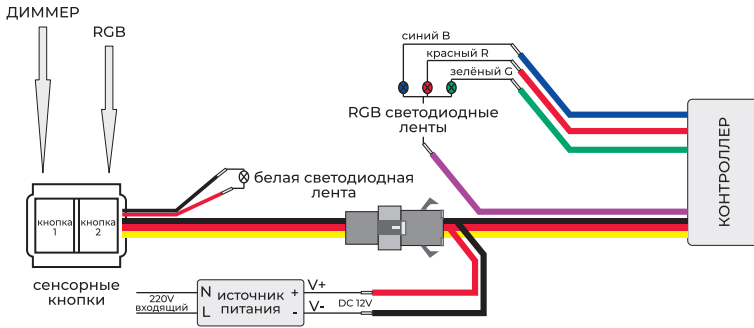 ДИММЕР
RGB
синий B
красный R
зелёный G
RGB светодиодные
ленты
КОНТРОЛЛЕР
белая светодиодная
лента
кнопка
1
кнопка
2
сенсорные
кнопки
220V
входящий
N
L
источник
питания
+
-
V+
V-
DC 12V